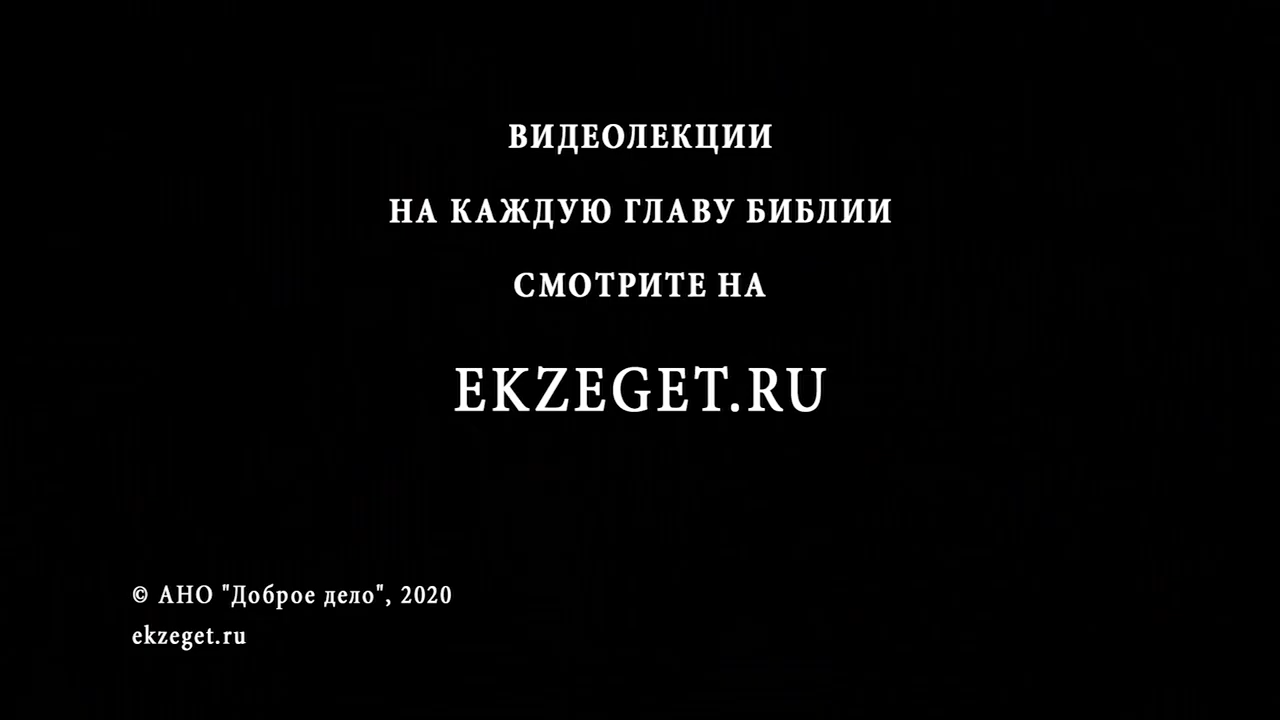 ВИДЕОЛЕКЦИИ
НА КАЖДУЮ ГЛАВУ БИБЛИИ
СМОТРИТЕ НА
EKZEGET.RU
© АНО "Доброе дело", 2020
ekzeget.ru